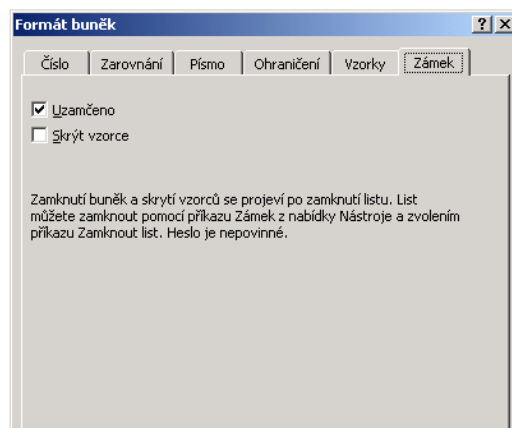 Formát buněk
Číslo Zarovnání Písmo Ohraničení Vzorky Zámek
Uzamčeno
Skrýt vzorce
Zamknutí buněk a skrytí vzorců se projeví po zamknutí listu. List
můžete zamknout pomocí příkazu Zámek z nabídky Nástroje a zvolením
příkazu Zamknout list. Heslo je nepovinné.